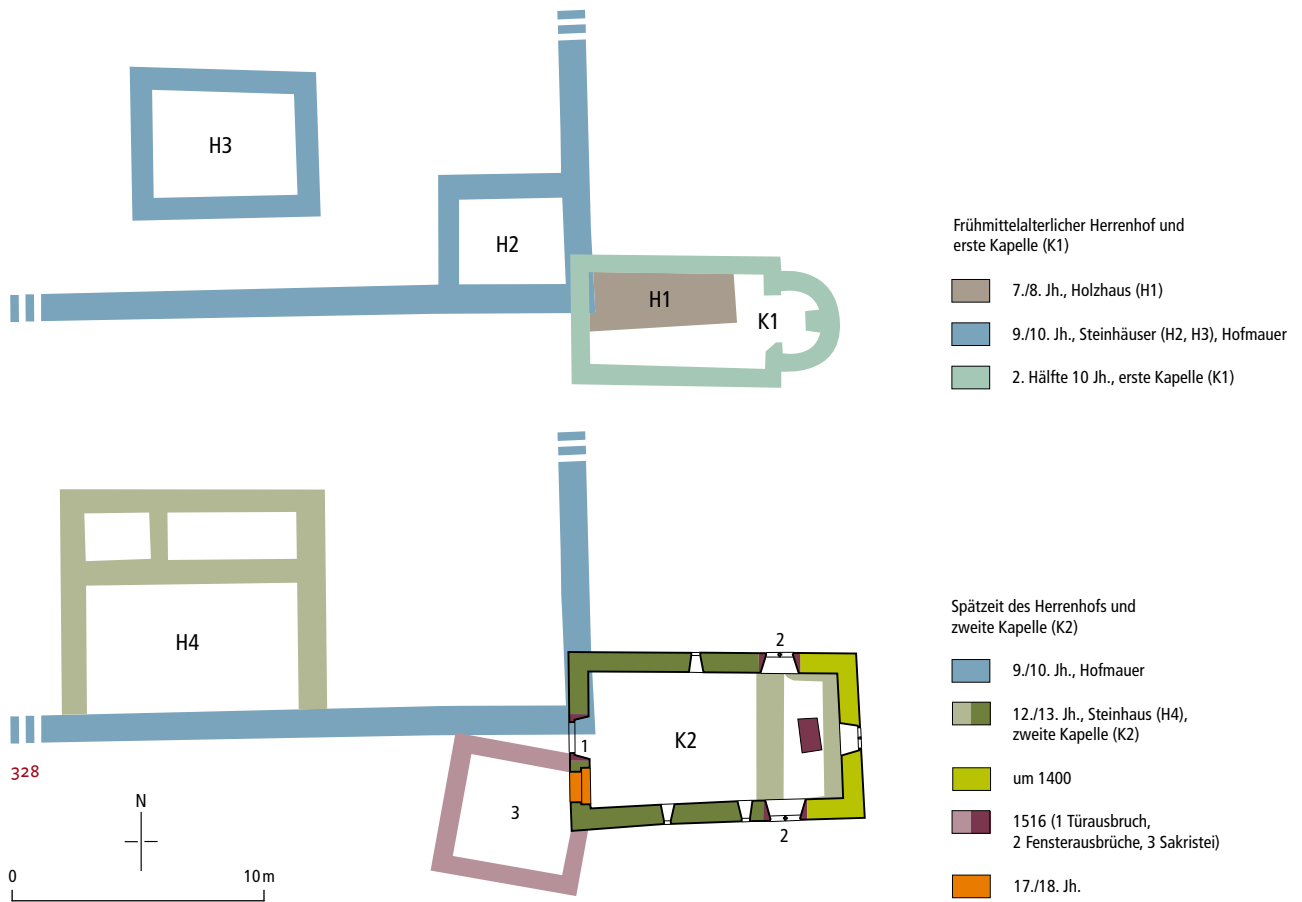 H3
H2
H1
K1
Frühmittelalterlicher Herrenhof und
erste Kapelle (K1)
7./8. Jh., Holzhaus (H1)
9./10. Jh., Steinhäuser (H2, H3), Hofmauer
2. Hälfte 10 Jh., erste Kapelle (K1)
H4
2
1
K2
3
2
328
N
0
10 m
Spätzeit des Herrenhofs und
zweite Kapelle (K2)
9./10. Jh., Hofmauer
12./13. Jh., Steinhaus (H4),
zweite Kapelle (K2)
um 1400
1516 (1 Türausbruch,
2 Fensterausbrüche, 3 Sakristei)
17./18. Jh.